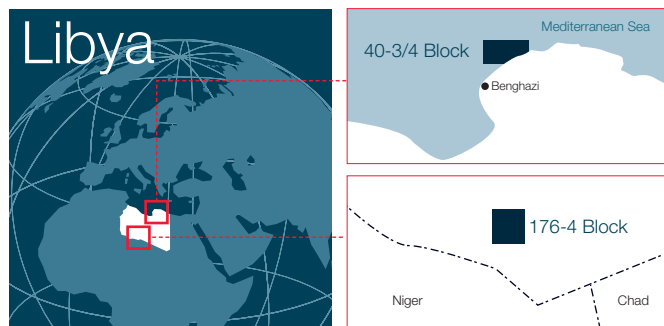 Libya
Mediterranean Sea
40-3/4 Block
Benghazi
176-4 Block
Niger
Chad